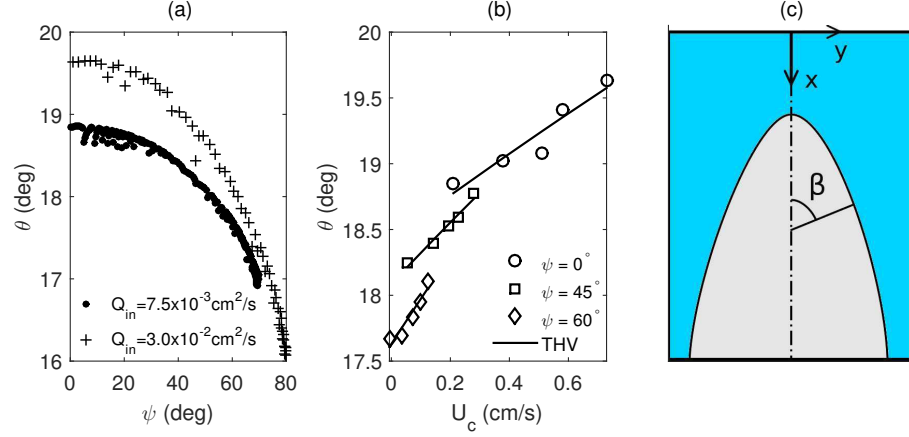 (a)
θ (deg)
20
19
18
17
16
0
20
40
60
80
ψ (deg)
Q_in=7.5x10^-3cm^2/s
Q_in=3.0x10^-2cm^2/s
(b)
θ (deg)
20
19.5
19
18.5
18
17.5
0
0.2
0.4
0.6
U_c (cm/s)
ψ = 0°
ψ = 45°
ψ = 60°
THV
(c)
y
x
β